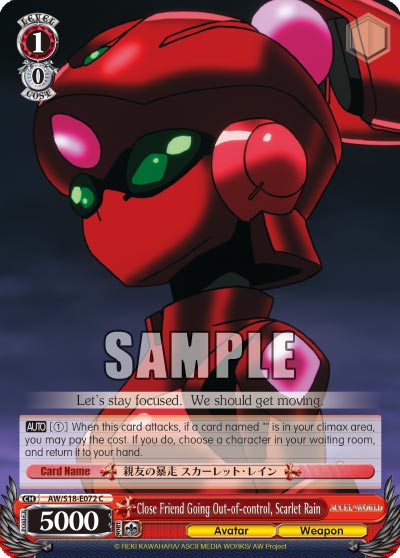 LEVEL
1
0
COST
SAMPLE
Let's stay focused. We should get moving.
AUTO [①] When this card attacks, if a card named "" is in your climax area,
you may pay the cost. If you do, choose a character in your waiting room,
and return it to your hand.
Card Name 親友の暴走 スカーレット・レイン
CH AW/S18-E072 C
Close Friend Going Out-of-control, Scarlet Rain
ACCEL WORLD
POWER 5000 SOUL
Avatar Weapon
© REKI KAWAHARA/ ASCII MEDIA WORKS/ AW Project